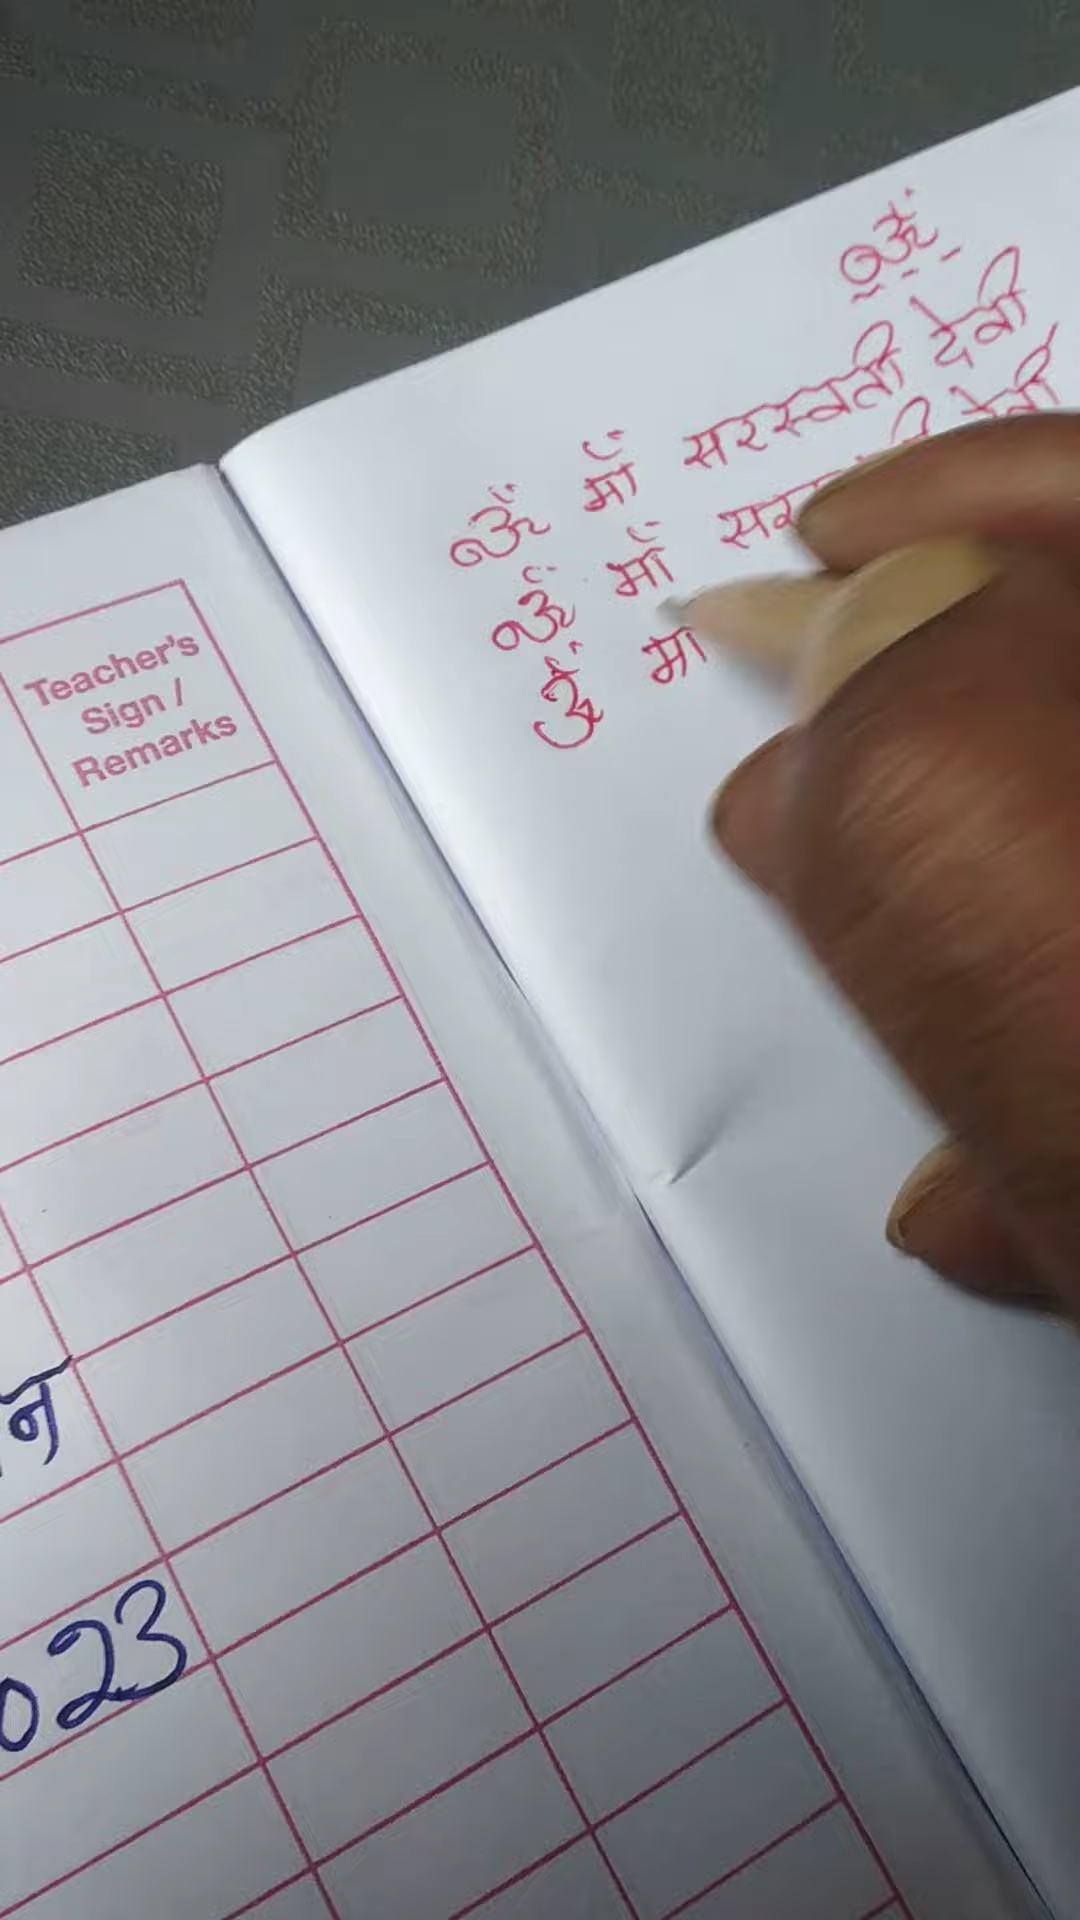 Teacher's
Sign /
Remarks
न
023
ॐ
ॐ माँ सरस्वती देवी
ॐ माँ
ॐ मा